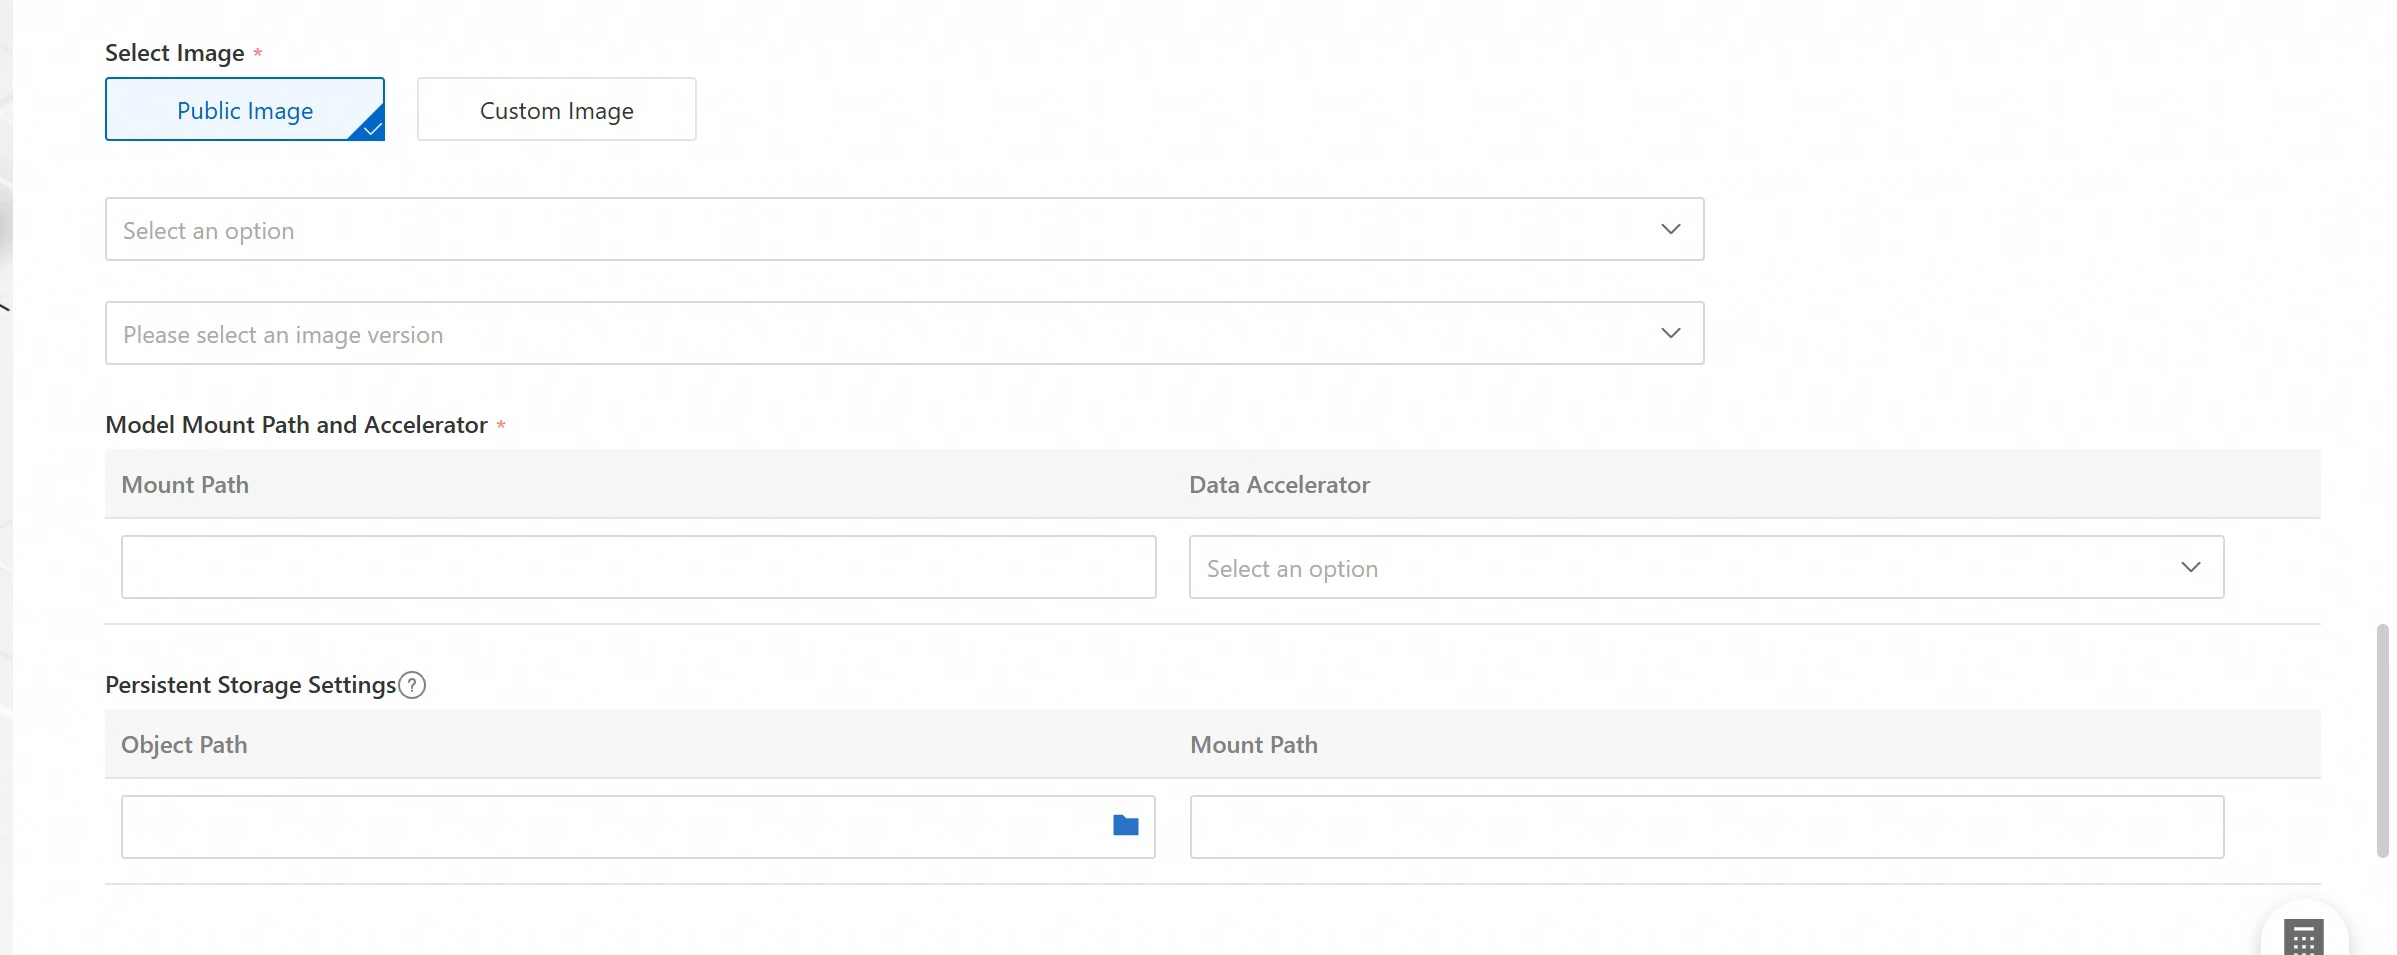 Select Image *
Public Image
Custom Image
Select an option
Please select an image version
Model Mount Path and Accelerator *
Mount Path
Data Accelerator
Select an option
Persistent Storage Settings ?
Object Path
Mount Path